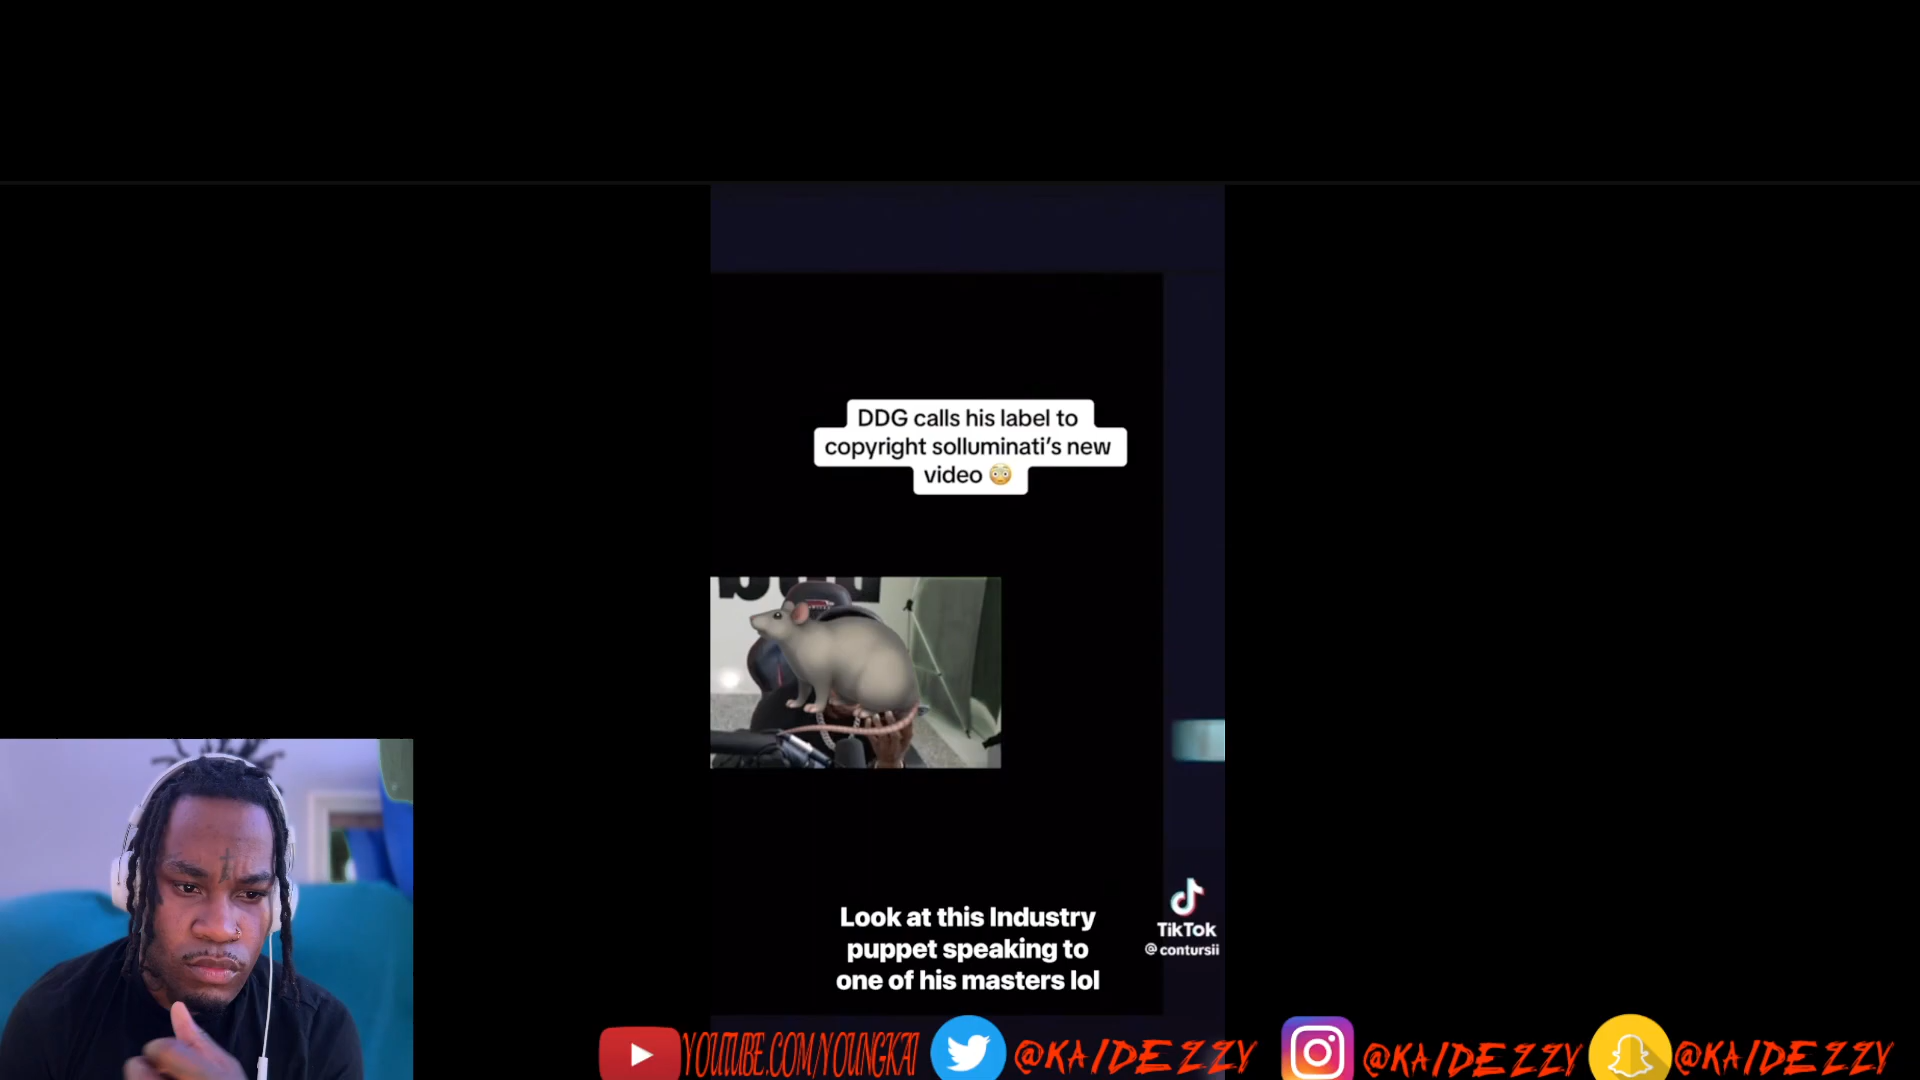 DDG calls his label to
copyright solluminati's new
video 😳
Look at this Industry
puppet speaking to
one of his masters lol
TikTok
@contursii
YOUTUBE.COM/YOUNGKAI
@KAIDEZZY
@KAIDEZZY
@KAIDEZZY